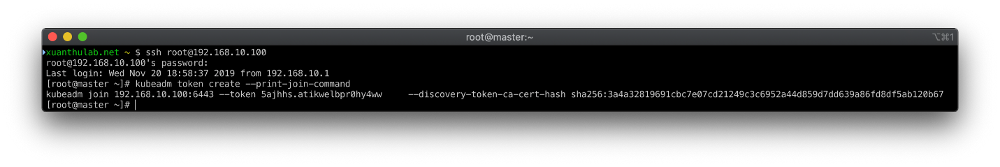 root@master:~
⌥⌘1
xuanthulab.net ~ $ ssh root@192.168.10.100
root@192.168.10.100's password:
Last login: Wed Nov 20 18:58:37 2019 from 192.168.10.1
[root@master ~]# kubeadm token create --print-join-command
kubeadm join 192.168.10.100:6443 --token 5ajhhs.atikwelbpr0hy4ww     --discovery-token-ca-cert-hash sha256:3a4a32819691cbc7e07cd21249c3c6952a44d859d7dd639a86fd8df5ab120b67
[root@master ~]#